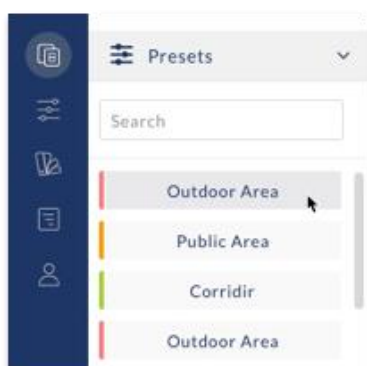 Presets
Search
Outdoor Area
Public Area
Corridir
Outdoor Area